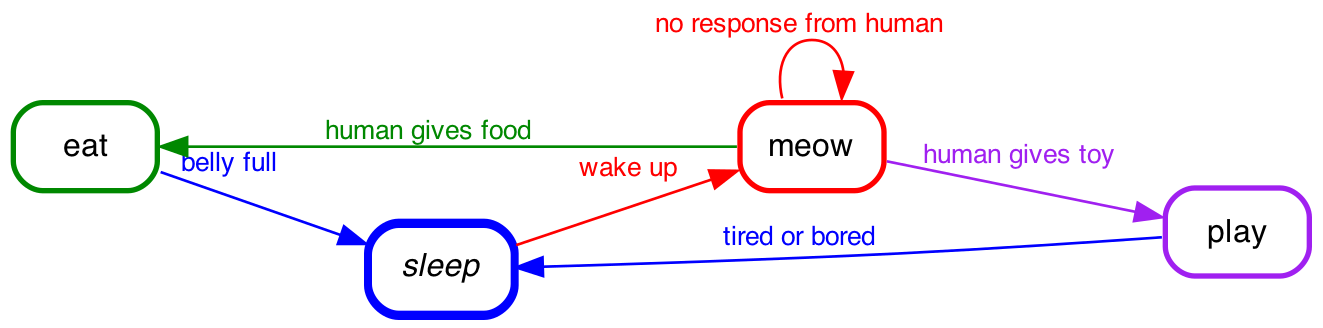 no response from human
eat
human gives food
meow
belly full
wake up
human gives toy
sleep
tired or bored
play